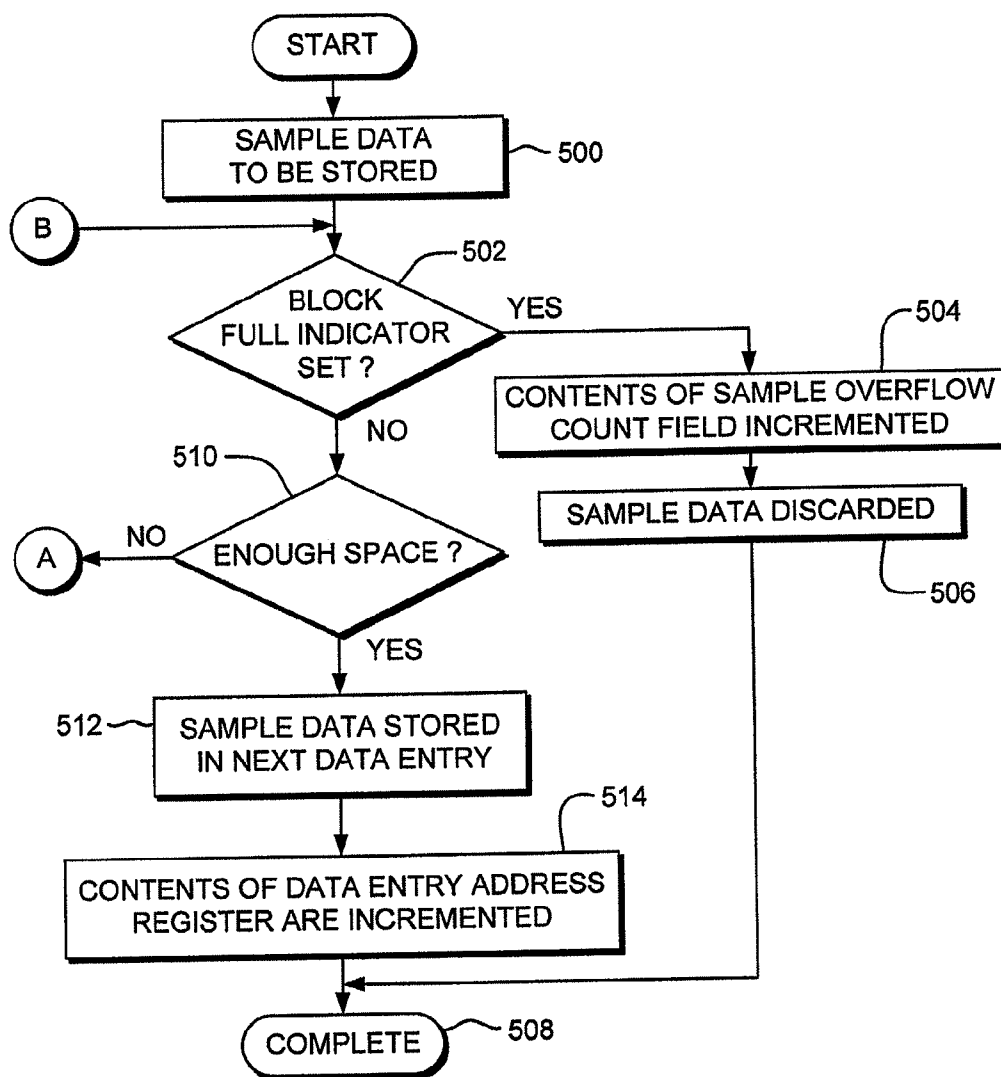 START
SAMPLE DATA
TO BE STORED
500
B
502
BLOCK
FULL INDICATOR
SET ?
YES
504
CONTENTS OF SAMPLE OVERFLOW
COUNT FIELD INCREMENTED
NO
510
SAMPLE DATA DISCARDED
506
NO
A
ENOUGH SPACE ?
YES
512
SAMPLE DATA STORED
IN NEXT DATA ENTRY
514
CONTENTS OF DATA ENTRY ADDRESS
REGISTER ARE INCREMENTED
COMPLETE
508